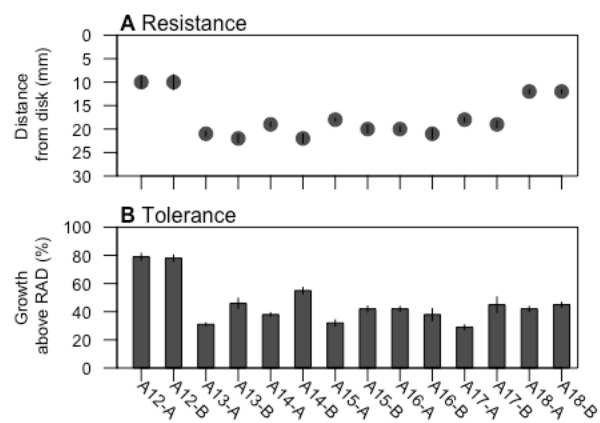 A Resistance
Distance
from disk (mm)
0
5
10
15
20
25
30
B Tolerance
Growth
above RAD (%)
100
80
60
40
20
0
A12-A
A12-B
A13-A
A13-B
A14-A
A14-B
A15-A
A15-B
A16-A
A16-B
A17-A
A17-B
A18-A
A18-B